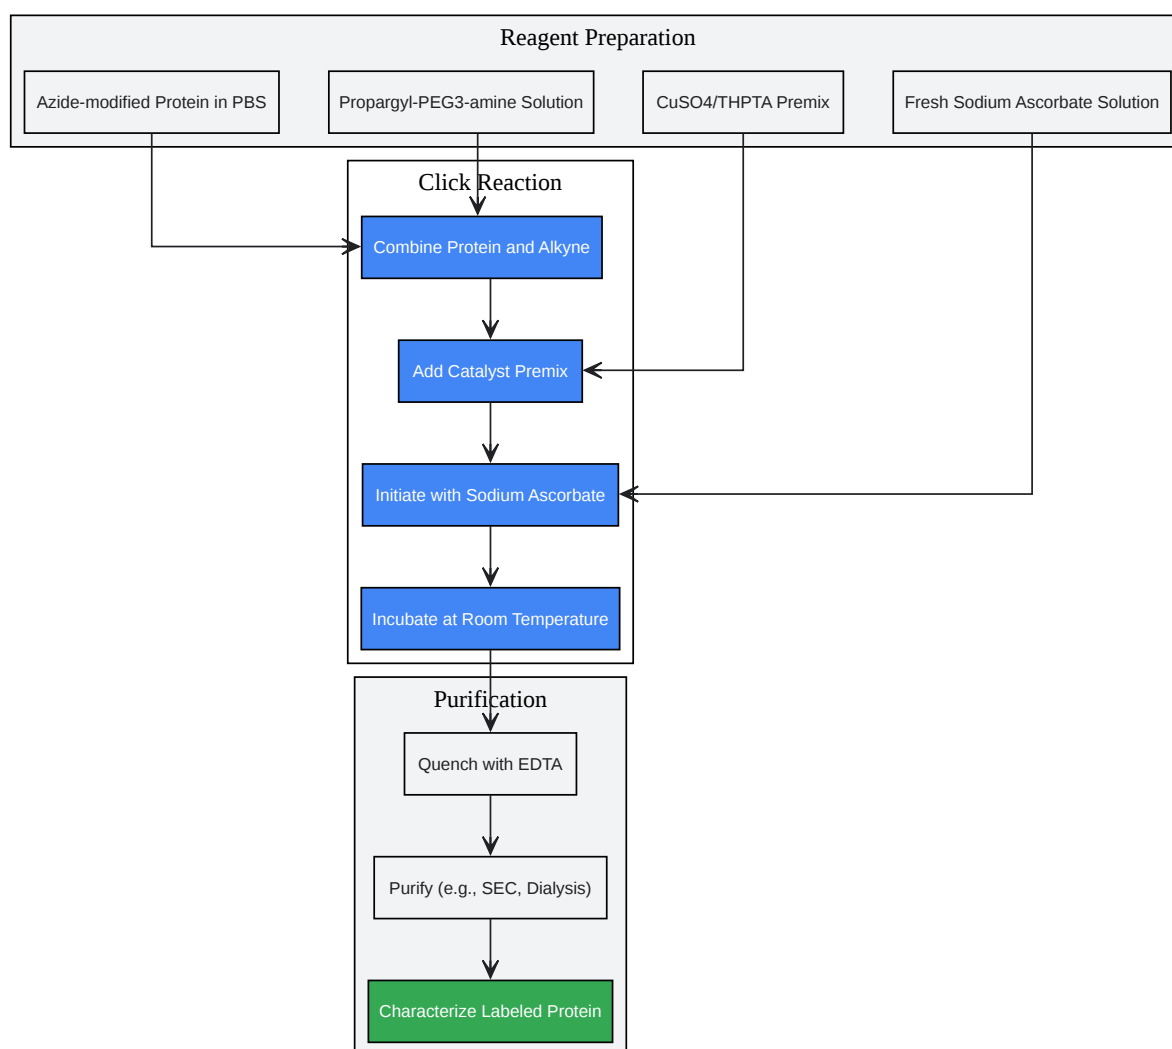 Reagent Preparation
Azide-modified Protein in PBS
Propargyl-PEG3-amine Solution
CuSO4/THPTA Premix
Fresh Sodium Ascorbate Solution
Click Reaction
Combine Protein and Alkyne
Add Catalyst Premix
Initiate with Sodium Ascorbate
Incubate at Room Temperature
Purification
Quench with EDTA
Purify (e.g., SEC, Dialysis)
Characterize Labeled Protein